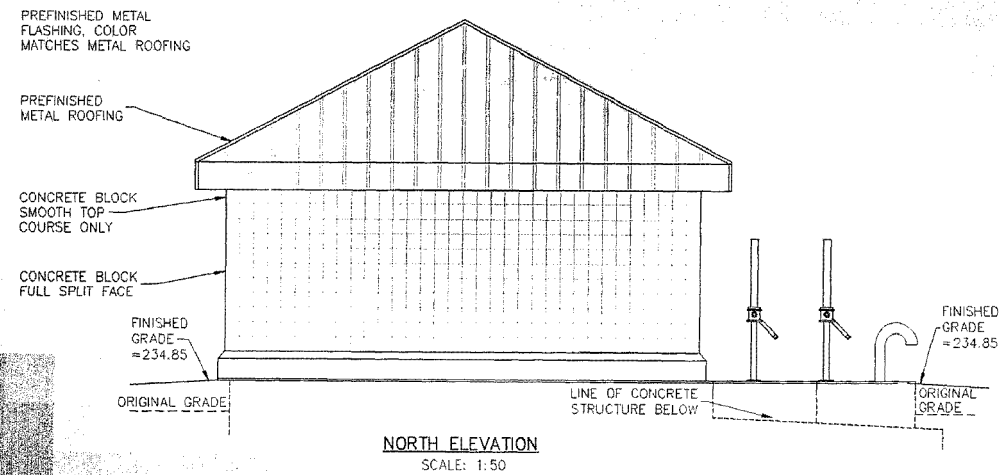 PREFINISHED METAL
FLASHING, COLOR
MATCHES METAL ROOFING
PREFINISHED
METAL ROOFING
CONCRETE BLOCK
SMOOTH TOP
COURSE ONLY
CONCRETE BLOCK
FULL SPLIT FACE
FINISHED
GRADE
=234.85
ORIGINAL GRADE
LINE OF CONCRETE
STRUCTURE BELOW
FINISHED
GRADE
=234.85
ORIGINAL
GRADE
NORTH ELEVATION
SCALE: 1:50